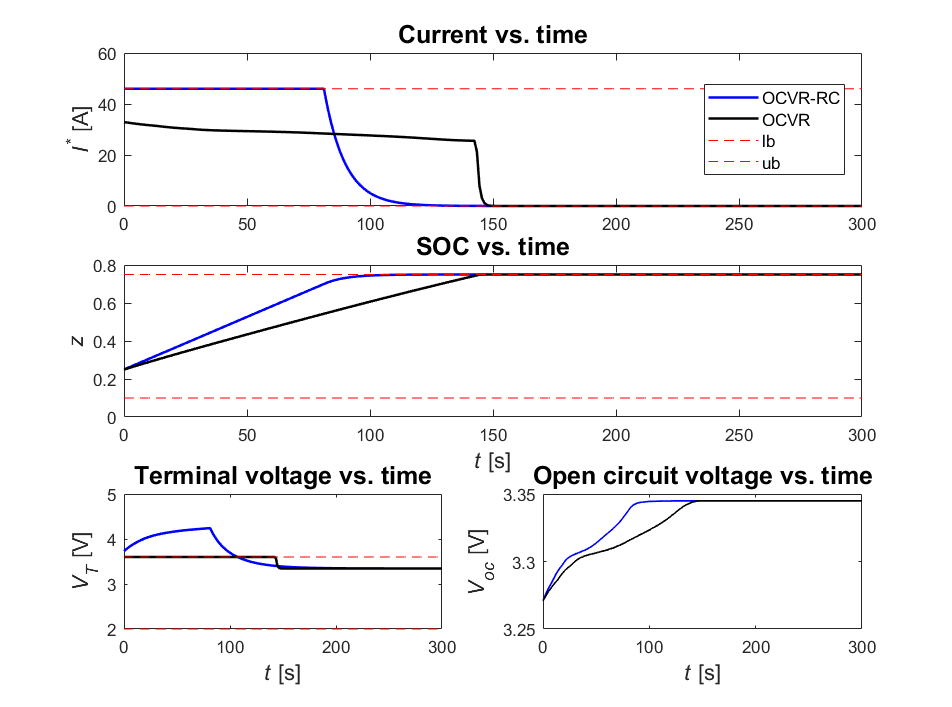 Current vs. time
60
40
20
0
I* [A]
OCVR-RC
OCVR
lb
ub
0 50 100 150 200 250 300
SOC vs. time
0.8
0.6
0.4
0.2
0
z
0 50 100 150 200 250 300
t [s]
Terminal voltage vs. time
5
4
3
2
V_T [V]
0 100 200 300
t [s]
Open circuit voltage vs. time
3.35
3.3
3.25
V_oc [V]
0 100 200 300
t [s]